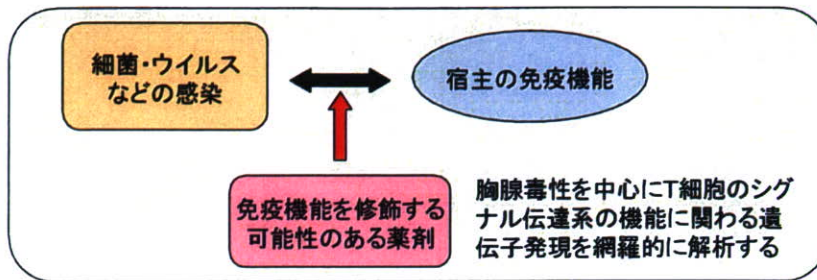 細菌・ウイルス
などの感染
宿主の免疫機能
免疫機能を修飾する
可能性のある薬剤
胸腺毒性を中心にT細胞のシグ
ナル伝達系の機能に関わる遺
伝子発現を網羅的に解析する